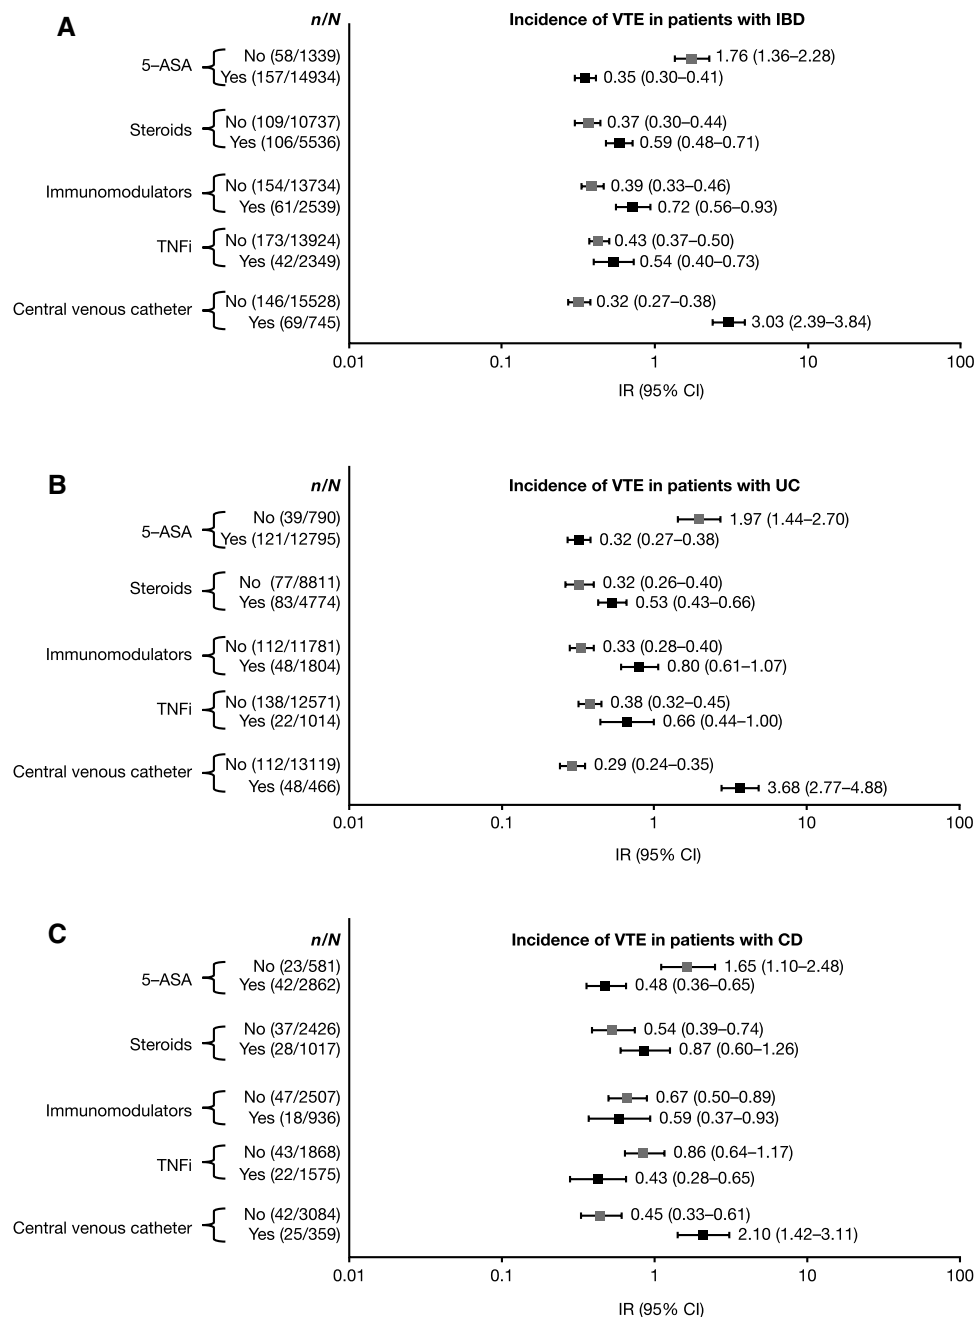 A
n/N
Incidence of VTE in patients with IBD
5–ASA
No (58/1339)
1.76 (1.36–2.28)
Yes (157/14934)
0.35 (0.30–0.41)
Steroids
No (109/10737)
0.37 (0.30–0.44)
Yes (106/5536)
0.59 (0.48–0.71)
Immunomodulators
No (154/13734)
0.39 (0.33–0.46)
Yes (61/2539)
0.72 (0.56–0.93)
TNFi
No (173/13924)
0.43 (0.37–0.50)
Yes (42/2349)
0.54 (0.40–0.73)
Central venous catheter
No (146/15528)
0.32 (0.27–0.38)
Yes (69/745)
3.03 (2.39–3.84)
0.01 0.1 1 10 100
IR (95% CI)
B
n/N
Incidence of VTE in patients with UC
5–ASA
No (39/790)
1.97 (1.44–2.70)
Yes (121/12795)
0.32 (0.27–0.38)
Steroids
No (77/8811)
0.32 (0.26–0.40)
Yes (83/4774)
0.53 (0.43–0.66)
Immunomodulators
No (112/11781)
0.33 (0.28–0.40)
Yes (48/1804)
0.80 (0.61–1.07)
TNFi
No (138/12571)
0.38 (0.32–0.45)
Yes (22/1014)
0.66 (0.44–1.00)
Central venous catheter
No (112/13119)
0.29 (0.24–0.35)
Yes (48/466)
3.68 (2.77–4.88)
0.01 0.1 1 10 100
IR (95% CI)
C
n/N
Incidence of VTE in patients with CD
5–ASA
No (23/581)
1.65 (1.10–2.48)
Yes (42/2862)
0.48 (0.36–0.65)
Steroids
No (37/2426)
0.54 (0.39–0.74)
Yes (28/1017)
0.87 (0.60–1.26)
Immunomodulators
No (47/2507)
0.67 (0.50–0.89)
Yes (18/936)
0.59 (0.37–0.93)
TNFi
No (43/1868)
0.86 (0.64–1.17)
Yes (22/1575)
0.43 (0.28–0.65)
Central venous catheter
No (42/3084)
0.45 (0.33–0.61)
Yes (25/359)
2.10 (1.42–3.11)
0.01 0.1 1 10 100
IR (95% CI)